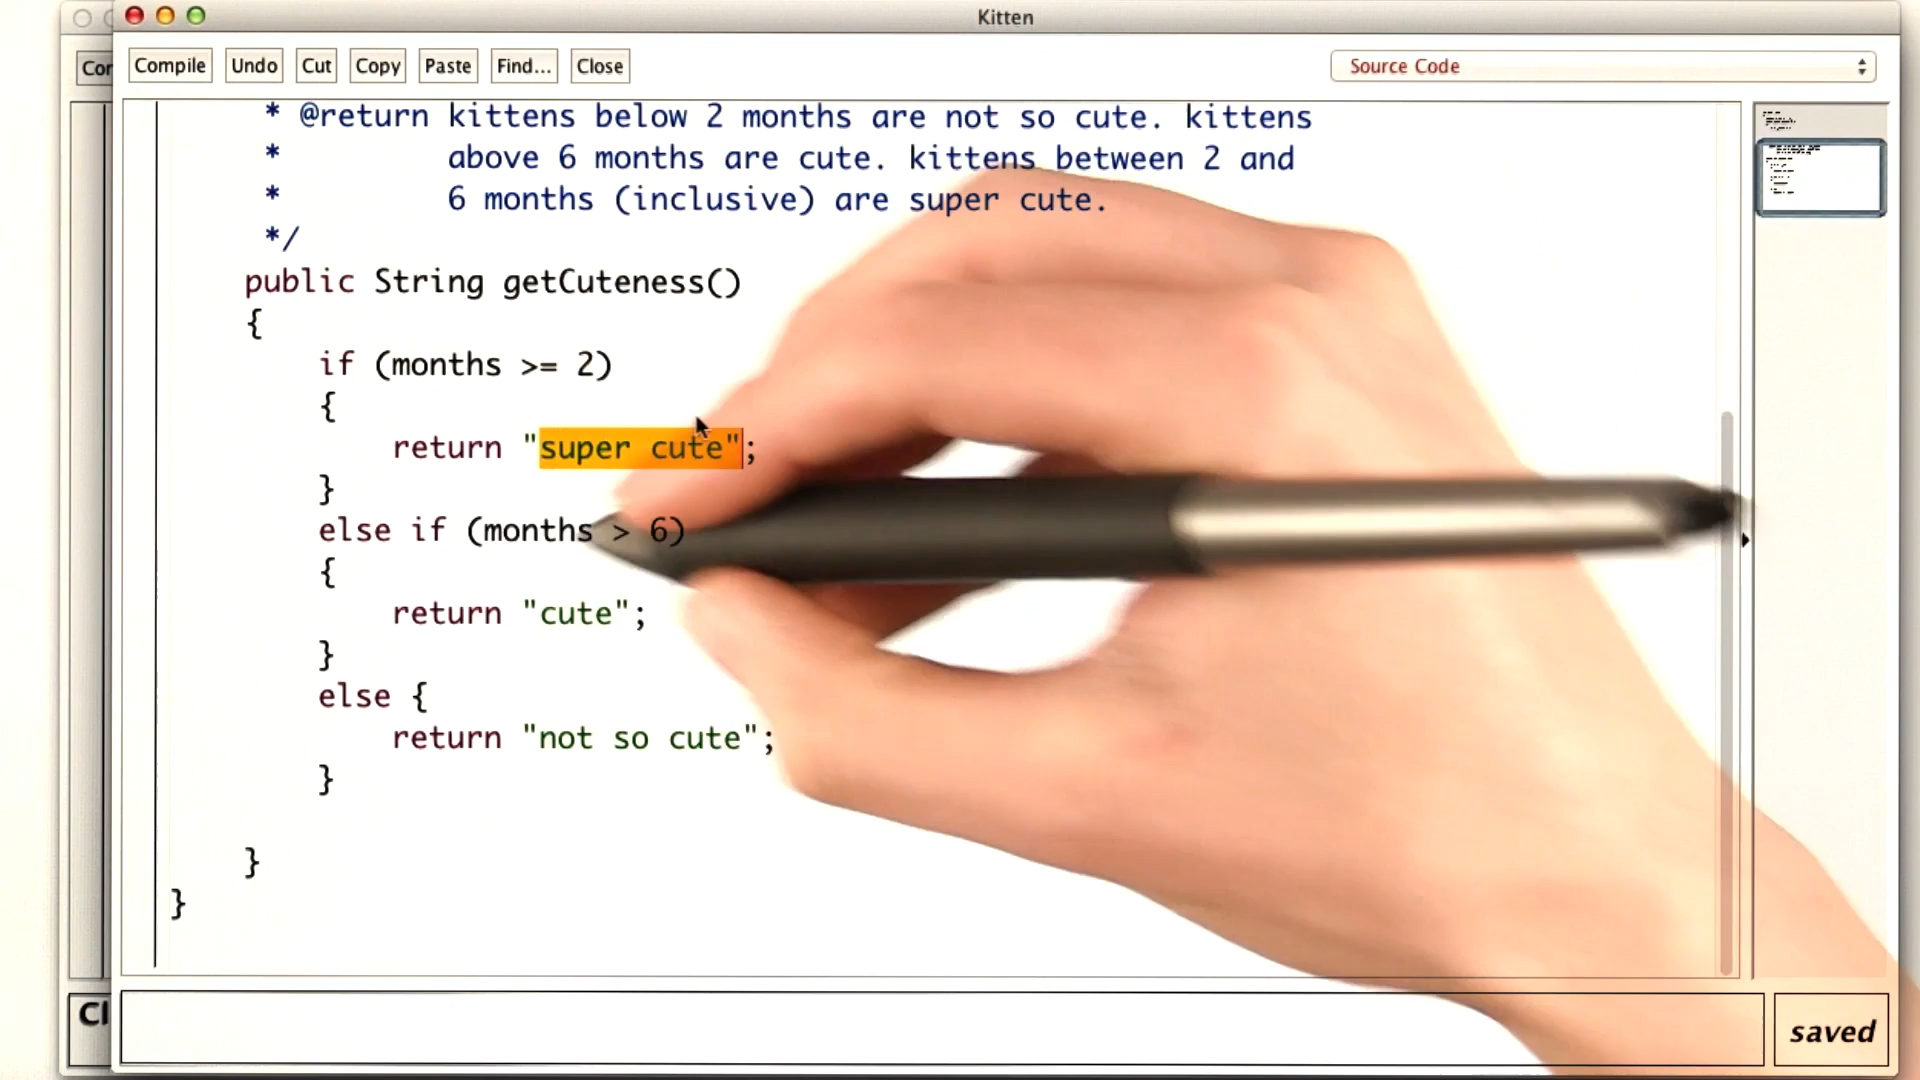 Kitten
Cor
Compile Undo Cut Copy Paste Find... Close Source Code
* @return kittens below 2 months are not so cute. kittens
* above 6 months are cute. kittens between 2 and
* 6 months (inclusive) are super cute.
*/
public String getCuteness()
{
if (months >= 2)
{
return "super cute";
}
else if (months > 6)
{
return "cute";
}
else {
return "not so cute";
}
}
}
Cl
saved